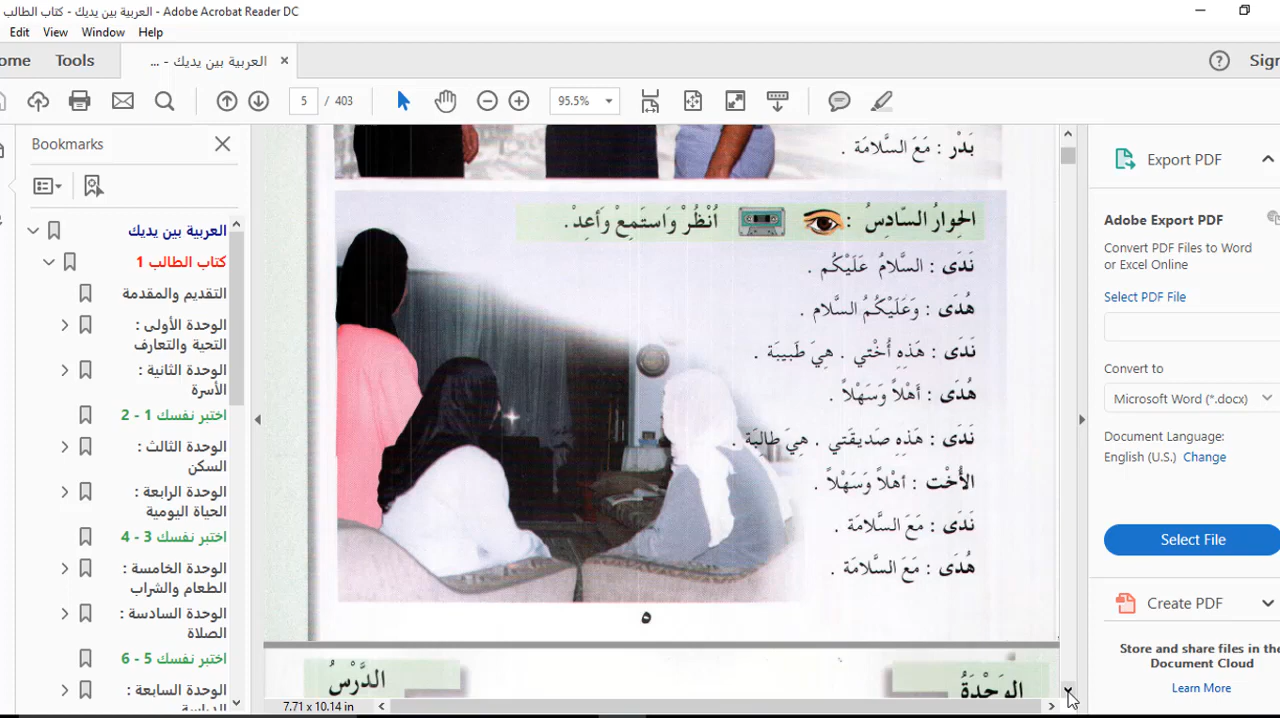 العربية بين يديك - كتاب الطالب - Adobe Acrobat Reader DC
Edit View Window Help
ome Tools
العربية بين يديك - ...
Sign
5 / 403
95.5%
Bookmarks
العربية بين يديك
كتاب الطالب 1
التقديم والمقدمة
الوحدة الأولى :
التحية والتعارف
الوحدة الثانية :
الأسرة
اختبر نفسك 1 - 2
الوحدة الثالث :
السكن
الوحدة الرابعة :
الحياة اليومية
اختبر نفسك 3 - 4
الوحدة الخامسة :
الطعام والشراب
الوحدة السادسة :
الصلاة
اختبر نفسك 5 - 6
الوحدة السابعة :
الدراسة
بَدْر : مَعَ السَّلامَة .
الحِوارُ السَّادِسُ : اُنْظُرْ وَاستَمِعْ وَأَعِدْ.
نَدَى : السَّلامُ عَلَيْكُم .
هُدَى : وَعَلَيْكُمُ السَّلام .
نَدَى : هَذِهِ أُخْتي . هِيَ طَبيبَة .
هُدَى : أَهْلاً وَسَهْلاً .
نَدَى : هَذِهِ صَديقَتي . هِيَ طالِبَة .
الأُخْت : أَهْلاً وَسَهْلاً .
نَدَى : مَعَ السَّلامَة .
هُدَى : مَعَ السَّلامَة .
٥
الوَحْدَةُ
الدَّرْسُ
7.71 x 10.14 in
Export PDF
Adobe Export PDF
Convert PDF Files to Word
or Excel Online
Select PDF File
Convert to
Microsoft Word (*.docx)
Document Language:
English (U.S.) Change
Select File
Create PDF
Store and share files in the
Document Cloud
Learn More